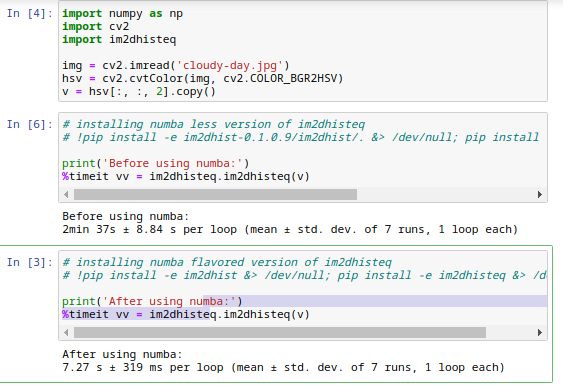 In [4]: import numpy as np
import cv2
import im2dhisteq
img = cv2.imread('cloudy-day.jpg')
hsv = cv2.cvtColor(img, cv2.COLOR_BGR2HSV)
v = hsv[:, :, 2].copy()
In [6]: # installing numba less version of im2dhisteq
# !pip install -e im2dhist-0.1.0.9/im2dhist/. &> /dev/null; pip install
print('Before using numba:')
%timeit vv = im2dhisteq.im2dhisteq(v)
Before using numba:
2min 37s ± 8.84 s per loop (mean ± std. dev. of 7 runs, 1 loop each)
In [3]: # installing numba flavored version of im2dhisteq
# !pip install -e im2dhist &> /dev/null; pip install -e im2dhisteq &> /d
print('After using numba:')
%timeit vv = im2dhisteq.im2dhisteq(v)
After using numba:
7.27 s ± 319 ms per loop (mean ± std. dev. of 7 runs, 1 loop each)